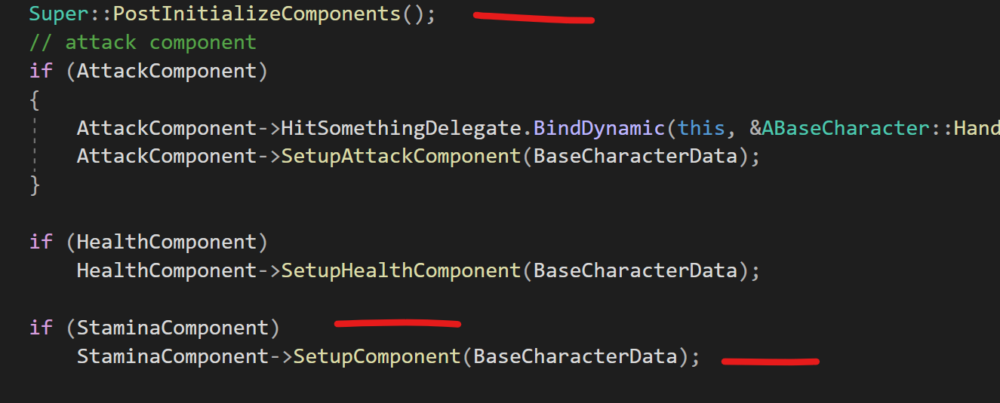 Super::PostInitializeComponents();
// attack component
if (AttackComponent)
{
AttackComponent->HitSomethingDelegate.BindDynamic(this, &ABaseCharacter::Hand
AttackComponent->SetupAttackComponent(BaseCharacterData);
}
if (HealthComponent)
HealthComponent->SetupHealthComponent(BaseCharacterData);
if (StaminaComponent)
StaminaComponent->SetupComponent(BaseCharacterData);